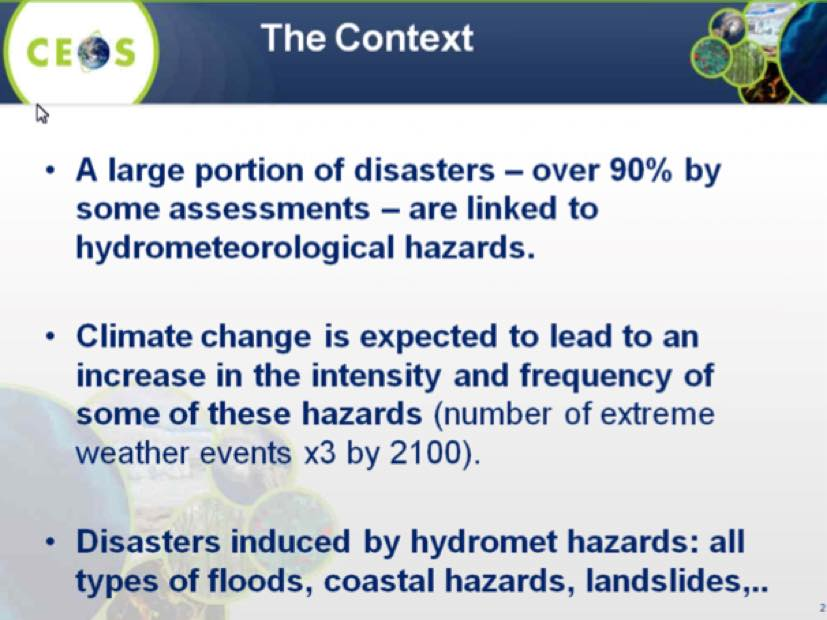 CEOS
The Context
• A large portion of disasters – over 90% by
some assessments – are linked to
hydrometeorological hazards.
• Climate change is expected to lead to an
increase in the intensity and frequency of
some of these hazards (number of extreme
weather events x3 by 2100).
• Disasters induced by hydromet hazards: all
types of floods, coastal hazards, landslides,..
2